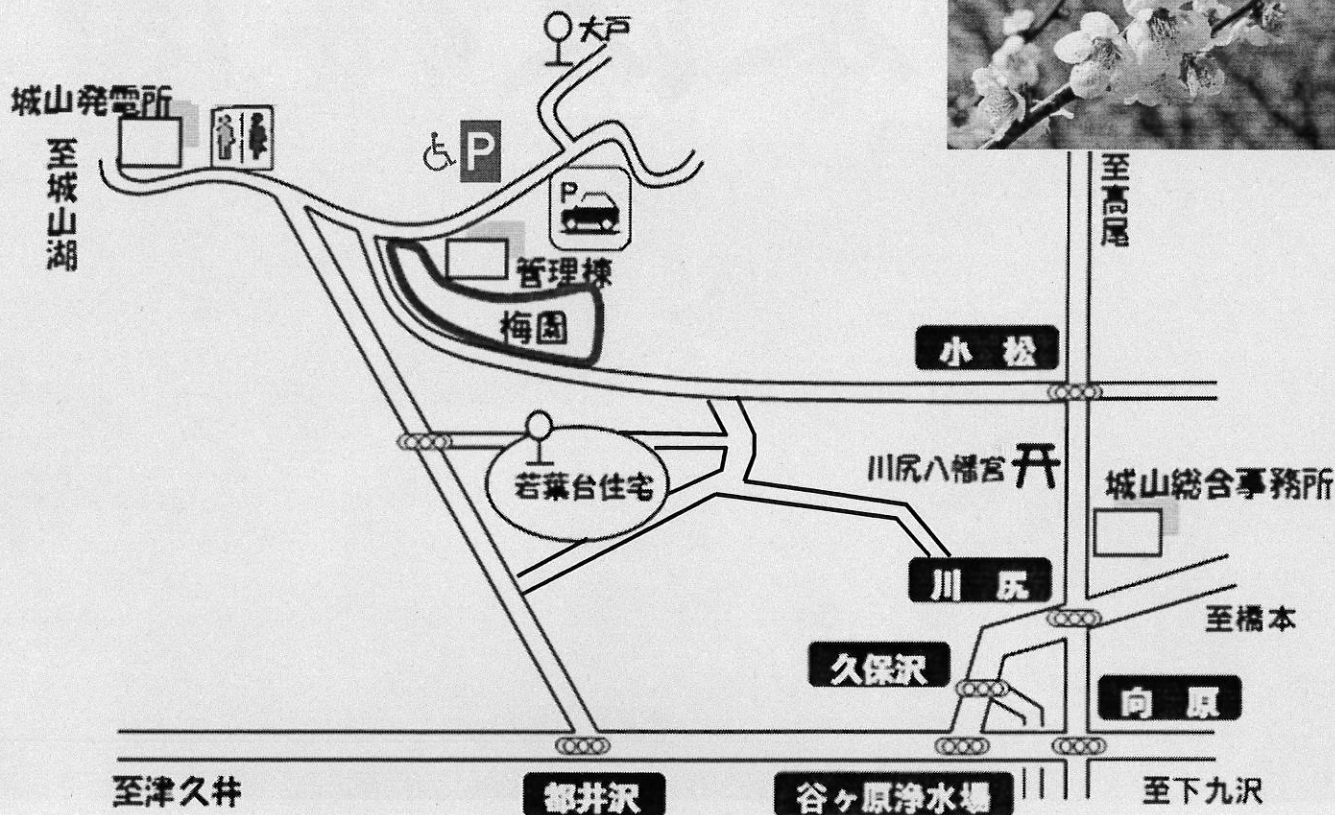 大戸
城山発電所
至城山湖
P
P
至高尾
管理棟
梅園
小松
川尻八幡宮
若葉台住宅
城山総合事務所
川尻
至橋本
久保沢
向原
至津久井
都井沢
谷ヶ原浄水場
至下九沢